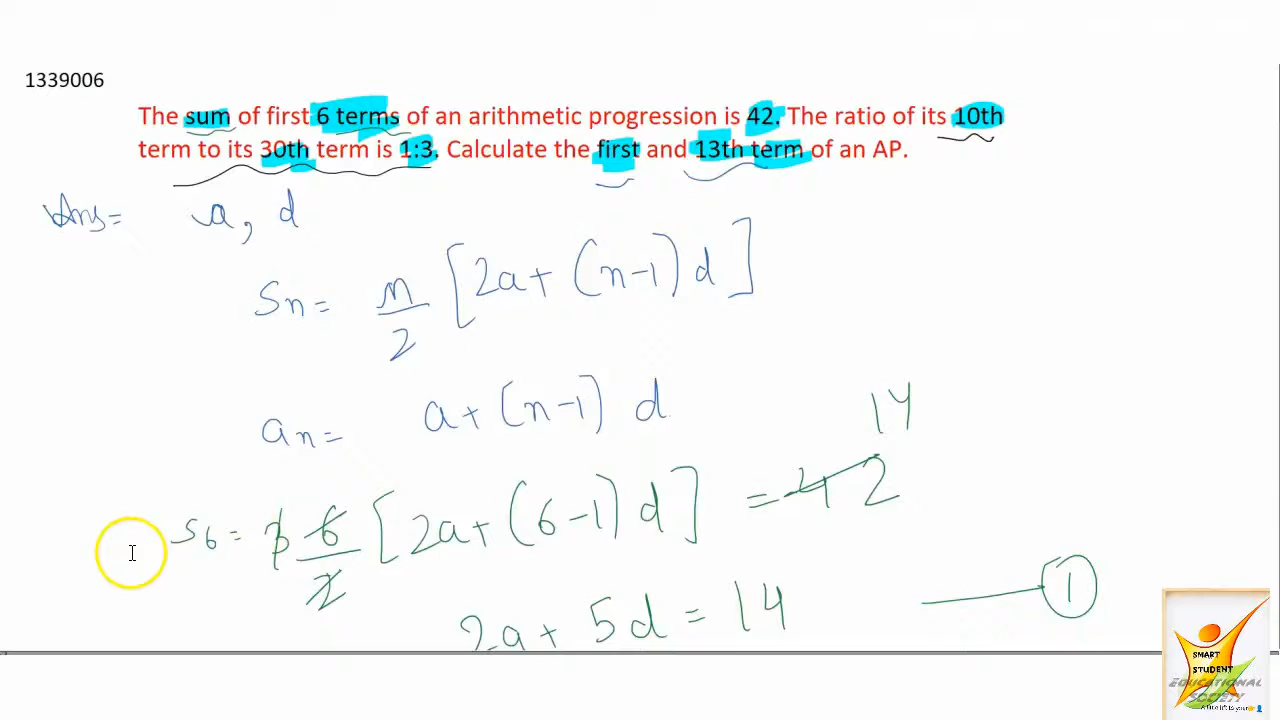 1339006
The sum of first 6 terms of an arithmetic progression is 42. The ratio of its 10th
term to its 30th term is 1:3. Calculate the first and 13th term of an AP.
Ans= a, d
Sn= n/2 [2a+(n-1)d]
an= a+(n-1) d
14
S6= 3 6/2 [2a+(6-1)d] =42
2a+ 5d= 14 1
SMART
STUDENT
EDUCATIONAL
SOCIETY